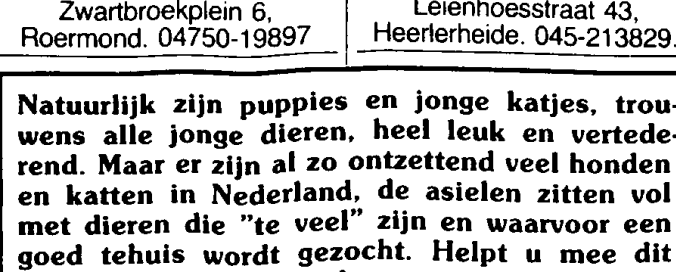 Zwartbroekplein 6,
Roermond. 04750-19897
Leienhoesstraat 43,
Heerlerheide. 045-213829.
Natuurlijk zijn puppies en jonge katjes, trou-
wens alle jonge dieren, heel leuk en vertede-
rend. Maar er zijn al zo ontzettend veel honden
en katten in Nederland, de asielen zitten vol
met dieren die "te veel" zijn en waarvoor een
goed tehuis wordt gezocht. Helpt u mee dit